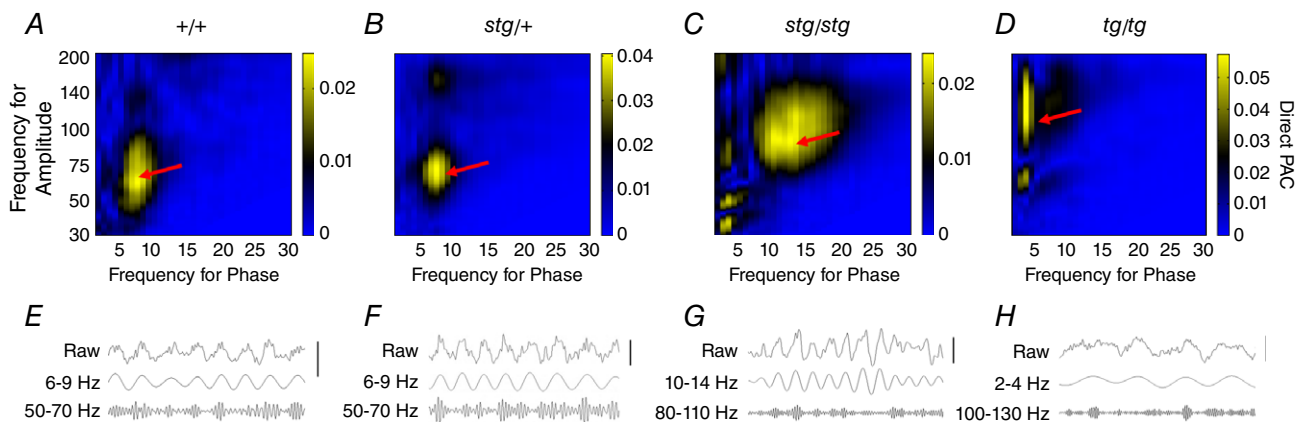 A +/+
B stg/+
C stg/stg
D tg/tg
Frequency for Amplitude
200
140
100
75
50
30
5 10 15 20 25 30
Frequency for Phase
0.02
0.01
0
5 10 15 20 25 30
Frequency for Phase
0.04
0.03
0.02
0.01
0
5 10 15 20 25 30
Frequency for Phase
0.02
0.01
0
5 10 15 20 25 30
Frequency for Phase
0.05
0.04
0.03
0.02
0.01
0
Direct PAC
E
Raw
6-9 Hz
50-70 Hz
F
Raw
6-9 Hz
50-70 Hz
G
Raw
10-14 Hz
80-110 Hz
H
Raw
2-4 Hz
100-130 Hz